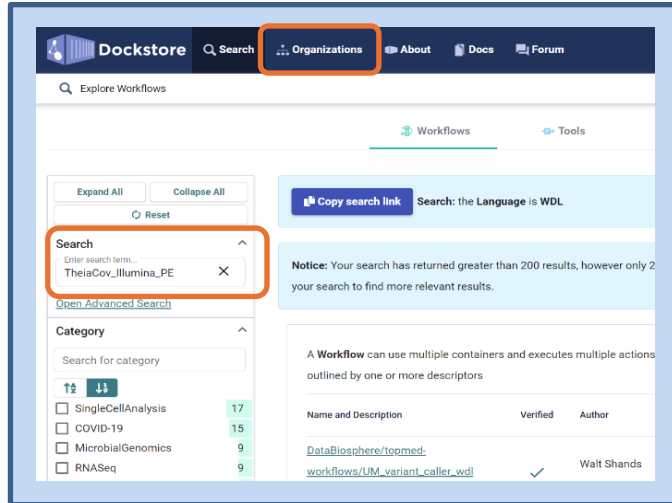 Dockstore Search Organizations About Docs Forum
Explore Workflows
Workflows Tools
Expand All Collapse All
Reset
Search
Enter search term...
TheiaCov_Illumina_PE
Open Advanced Search
Category
Search for category
SingleCellAnalysis 17
COVID-19 15
MicrobialGenomics 9
RNASeq 9
Copy search link Search: the Language is WDL
Notice: Your search has returned greater than 200 results, however only 2
your search to find more relevant results.
A Workflow can use multiple containers and executes multiple actions
outlined by one or more descriptors
Name and Description Verified Author
DataBiosphere/topmed-
workflows/UM_variant_caller_wdl
Walt Shands